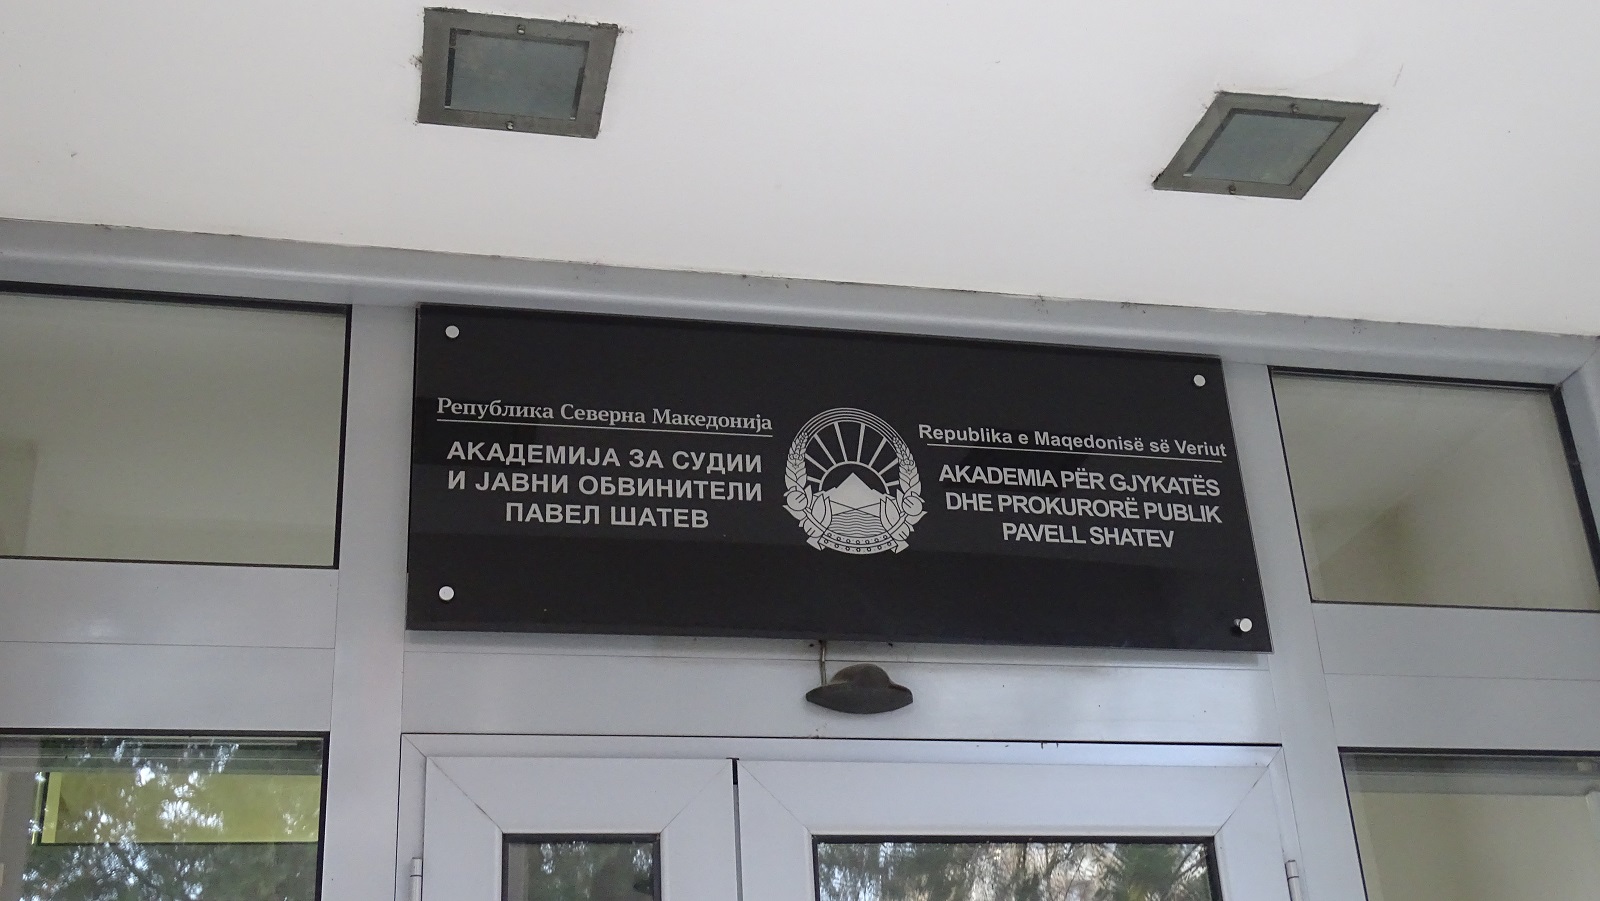 Република Северна Македонија
АКАДЕМИЈА ЗА СУДИИ
И ЈАВНИ ОБВИНИТЕЛИ
ПАВЕЛ ШАТЕВ
Republika e Maqedonisë së Veriut
AKADEMIA PËR GJYKATËS
DHE PROKURORË PUBLIK
PAVELL SHATEV